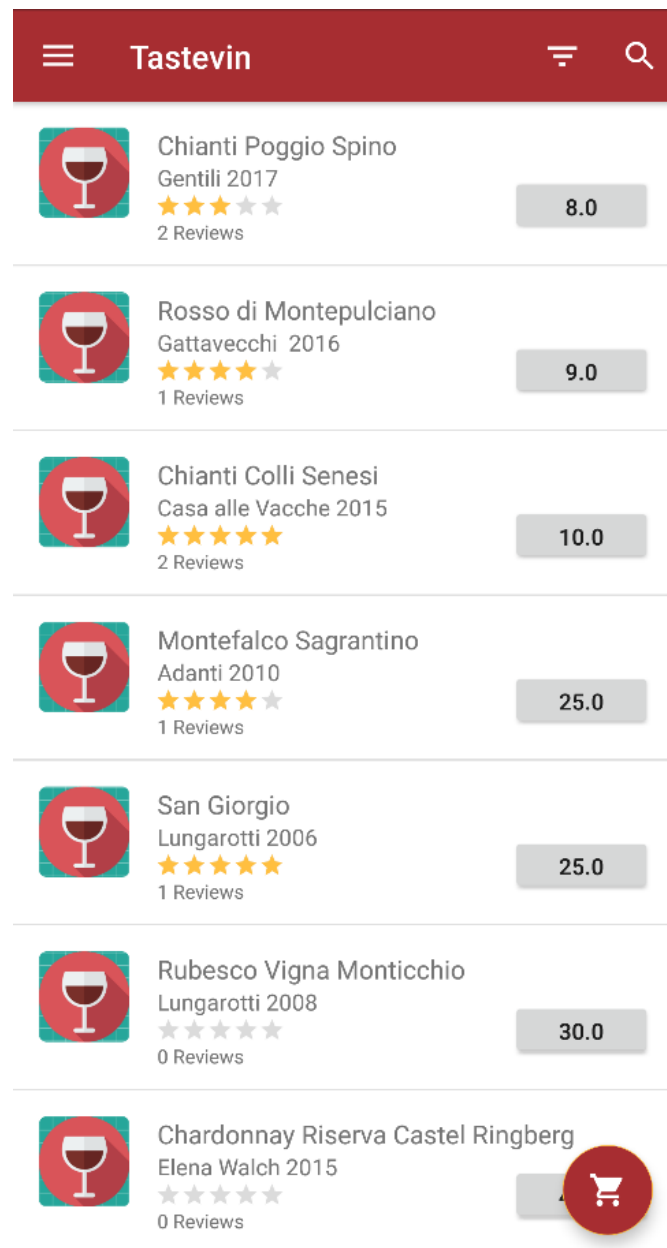 Tastevin
Chianti Poggio Spino
Gentili 2017
8.0
2 Reviews
Rosso di Montepulciano
Gattavecchi  2016
9.0
1 Reviews
Chianti Colli Senesi
Casa alle Vacche 2015
10.0
2 Reviews
Montefalco Sagrantino
Adanti 2010
25.0
1 Reviews
San Giorgio
Lungarotti 2006
25.0
1 Reviews
Rubesco Vigna Monticchio
Lungarotti 2008
30.0
0 Reviews
Chardonnay Riserva Castel Ringberg
Elena Walch 2015
0 Reviews